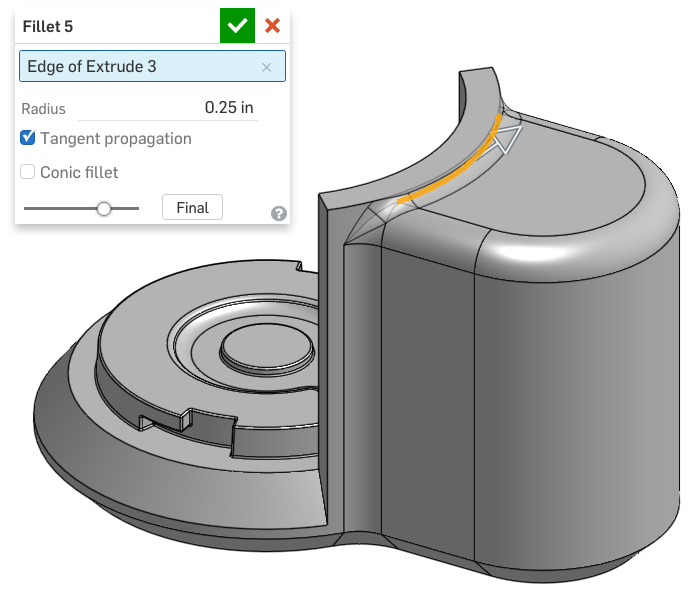 Fillet 5
Edge of Extrude 3
Radius 0.25 in
Tangent propagation
Conic fillet
Final
?